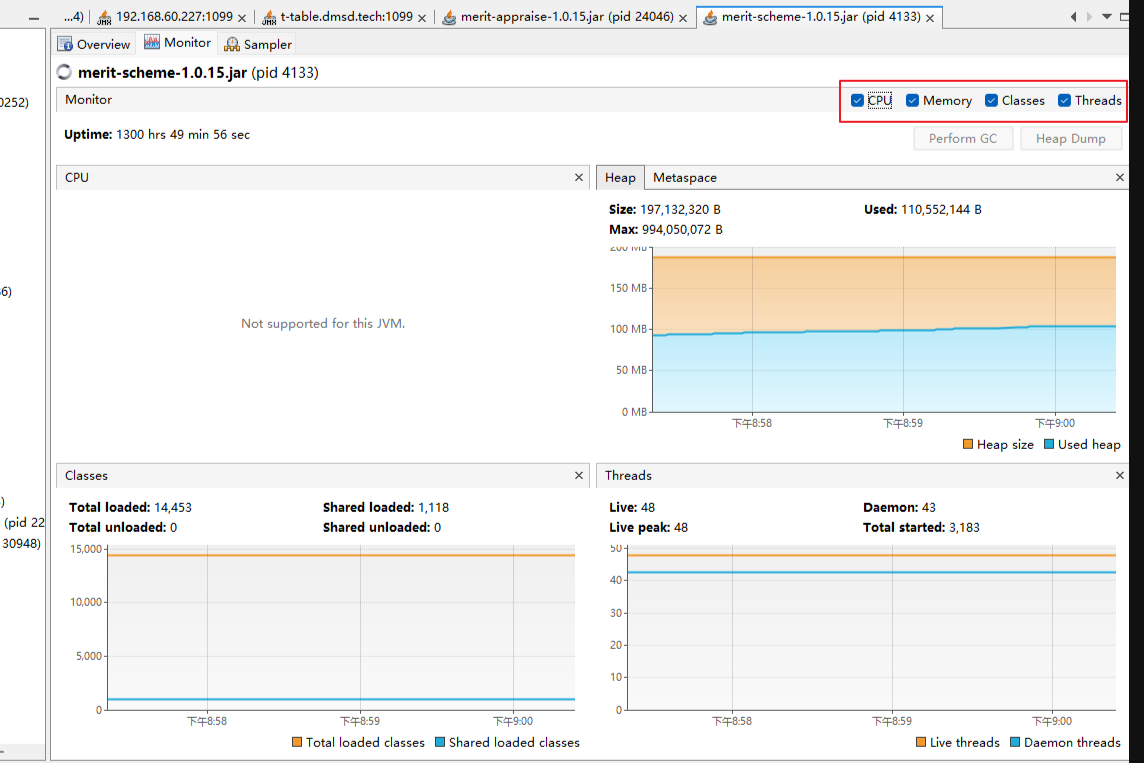 ...4) 192.168.60.227:1099 t-table.dmsd.tech:1099 merit-appraise-1.0.15.jar (pid 24046) merit-scheme-1.0.15.jar (pid 4133)
Overview Monitor Sampler
merit-scheme-1.0.15.jar (pid 4133)
0252)
Monitor CPU Memory Classes Threads
Uptime: 1300 hrs 49 min 56 sec
Perform GC Heap Dump
CPU
Not supported for this JVM.
Heap Metaspace
Size: 197,132,320 B Used: 110,552,144 B
Max: 994,050,072 B
200 MB
150 MB
100 MB
50 MB
0 MB
下午8:58 下午8:59 下午9:00
Heap size Used heap
6)
)
(pid 22
30948)
Classes
Total loaded: 14,453 Shared loaded: 1,118
Total unloaded: 0 Shared unloaded: 0
15,000
10,000
5,000
0
下午8:58 下午8:59 下午9:00
Total loaded classes Shared loaded classes
Threads
Live: 48 Daemon: 43
Live peak: 48 Total started: 3,183
50
40
30
20
10
0
下午8:58 下午8:59 下午9:00
Live threads Daemon threads